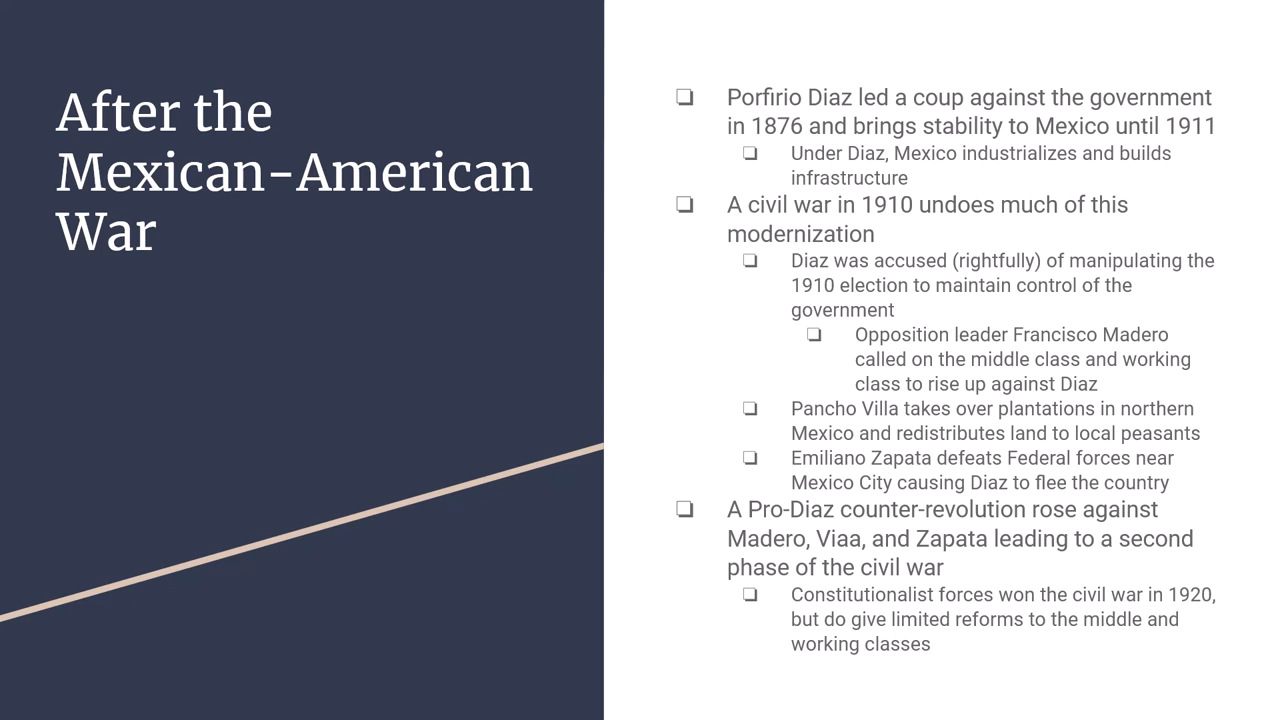 After the
Mexican-American
War
❏ Porfirio Diaz led a coup against the government
in 1876 and brings stability to Mexico until 1911
❏ Under Diaz, Mexico industrializes and builds
infrastructure
❏ A civil war in 1910 undoes much of this
modernization
❏ Diaz was accused (rightfully) of manipulating the
1910 election to maintain control of the
government
❏ Opposition leader Francisco Madero
called on the middle class and working
class to rise up against Diaz
❏ Pancho Villa takes over plantations in northern
Mexico and redistributes land to local peasants
❏ Emiliano Zapata defeats Federal forces near
Mexico City causing Diaz to flee the country
❏ A Pro-Diaz counter-revolution rose against
Madero, Viaa, and Zapata leading to a second
phase of the civil war
❏ Constitutionalist forces won the civil war in 1920,
but do give limited reforms to the middle and
working classes